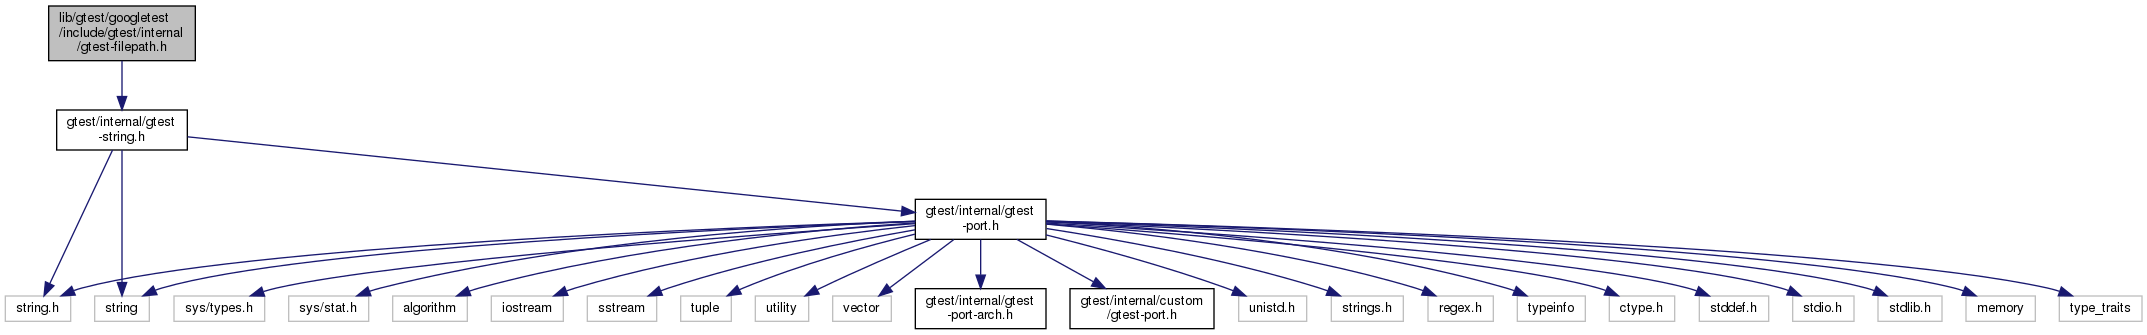 lib/gtest/googletest
/include/gtest/internal
/gtest-filepath.h
gtest/internal/gtest
-string.h
gtest/internal/gtest
-port.h
string.h
string
sys/types.h
sys/stat.h
algorithm
iostream
sstream
tuple
utility
vector
gtest/internal/gtest
-port-arch.h
gtest/internal/custom
/gtest-port.h
unistd.h
strings.h
regex.h
typeinfo
ctype.h
stddef.h
stdio.h
stdlib.h
memory
type_traits